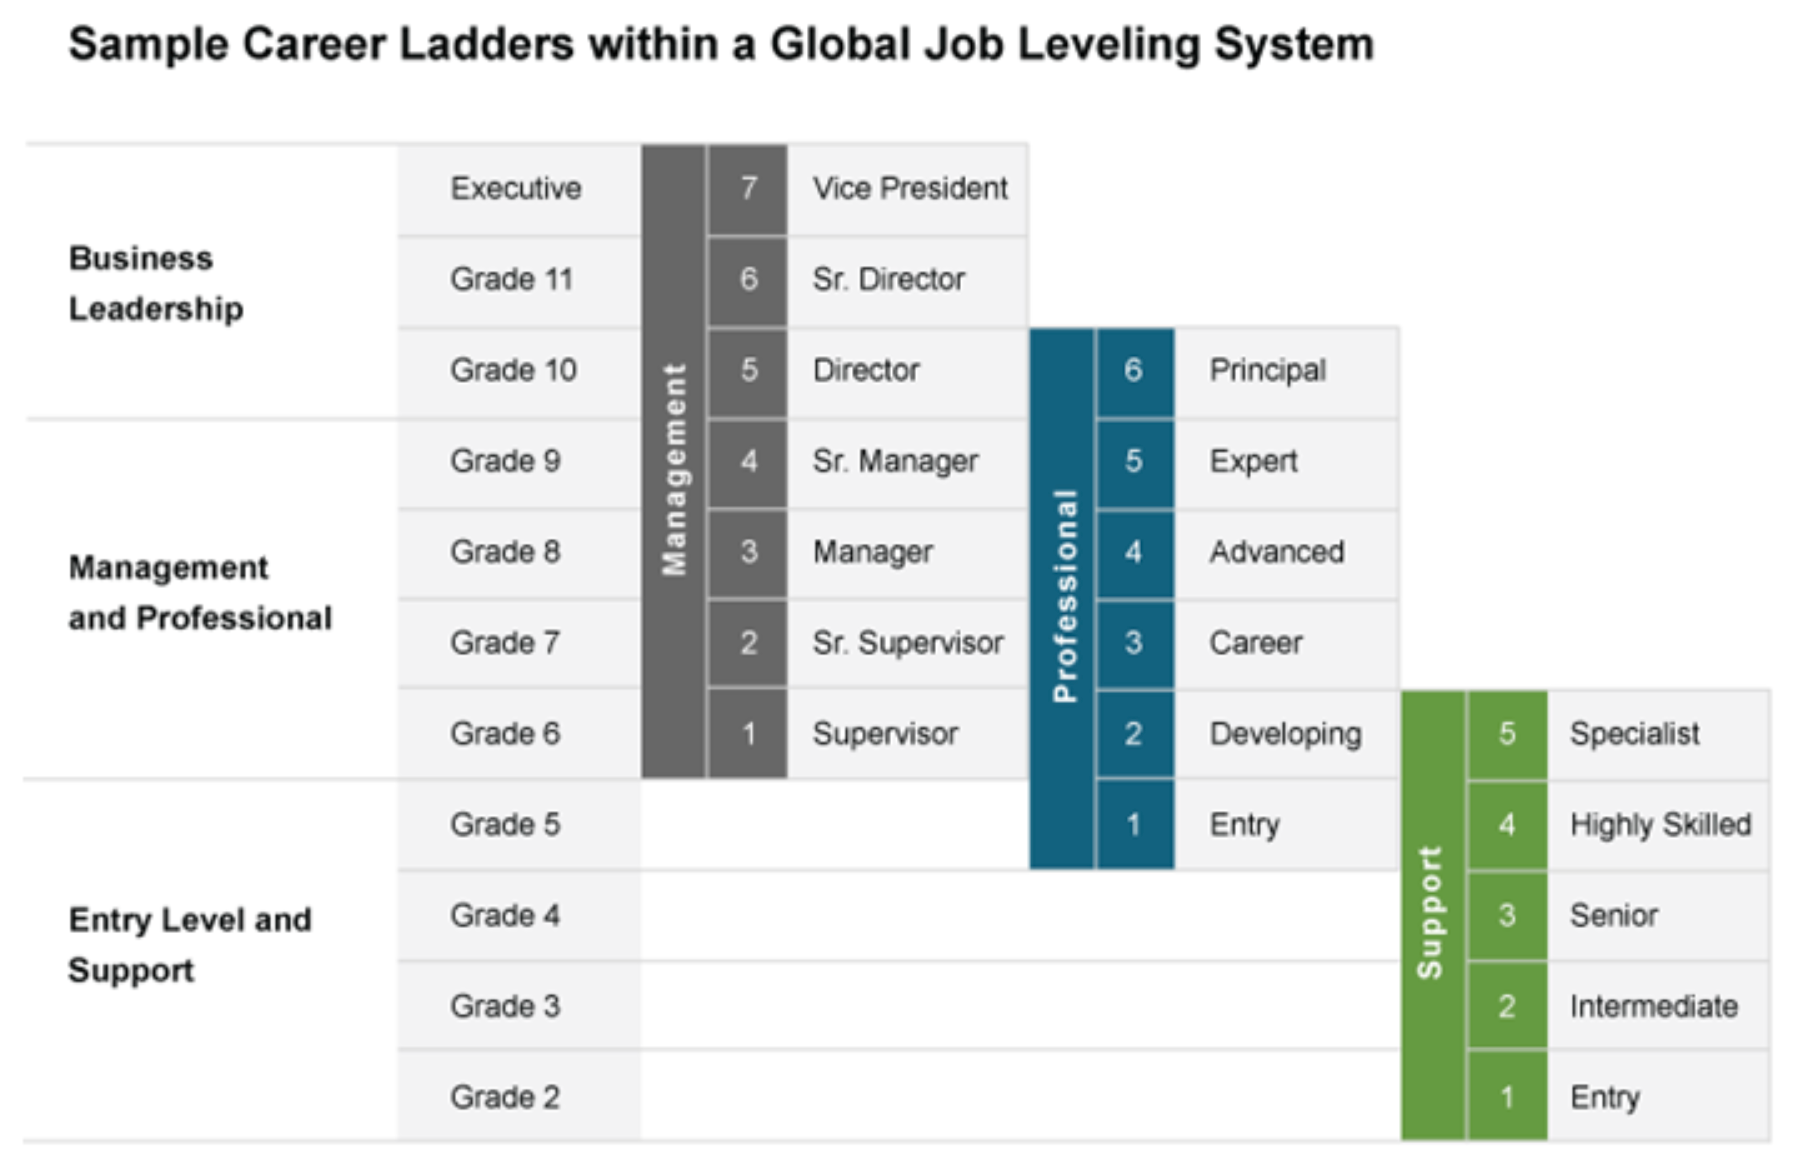 Sample Career Ladders within a Global Job Leveling System
Business
Leadership
Management
and Professional
Entry Level and
Support
Executive
Grade 11
Grade 10
Grade 9
Grade 8
Grade 7
Grade 6
Grade 5
Grade 4
Grade 3
Grade 2
Management
7 Vice President
6 Sr. Director
5 Director
4 Sr. Manager
3 Manager
2 Sr. Supervisor
1 Supervisor
Professional
6 Principal
5 Expert
4 Advanced
3 Career
2 Developing
1 Entry
Support
5 Specialist
4 Highly Skilled
3 Senior
2 Intermediate
1 Entry